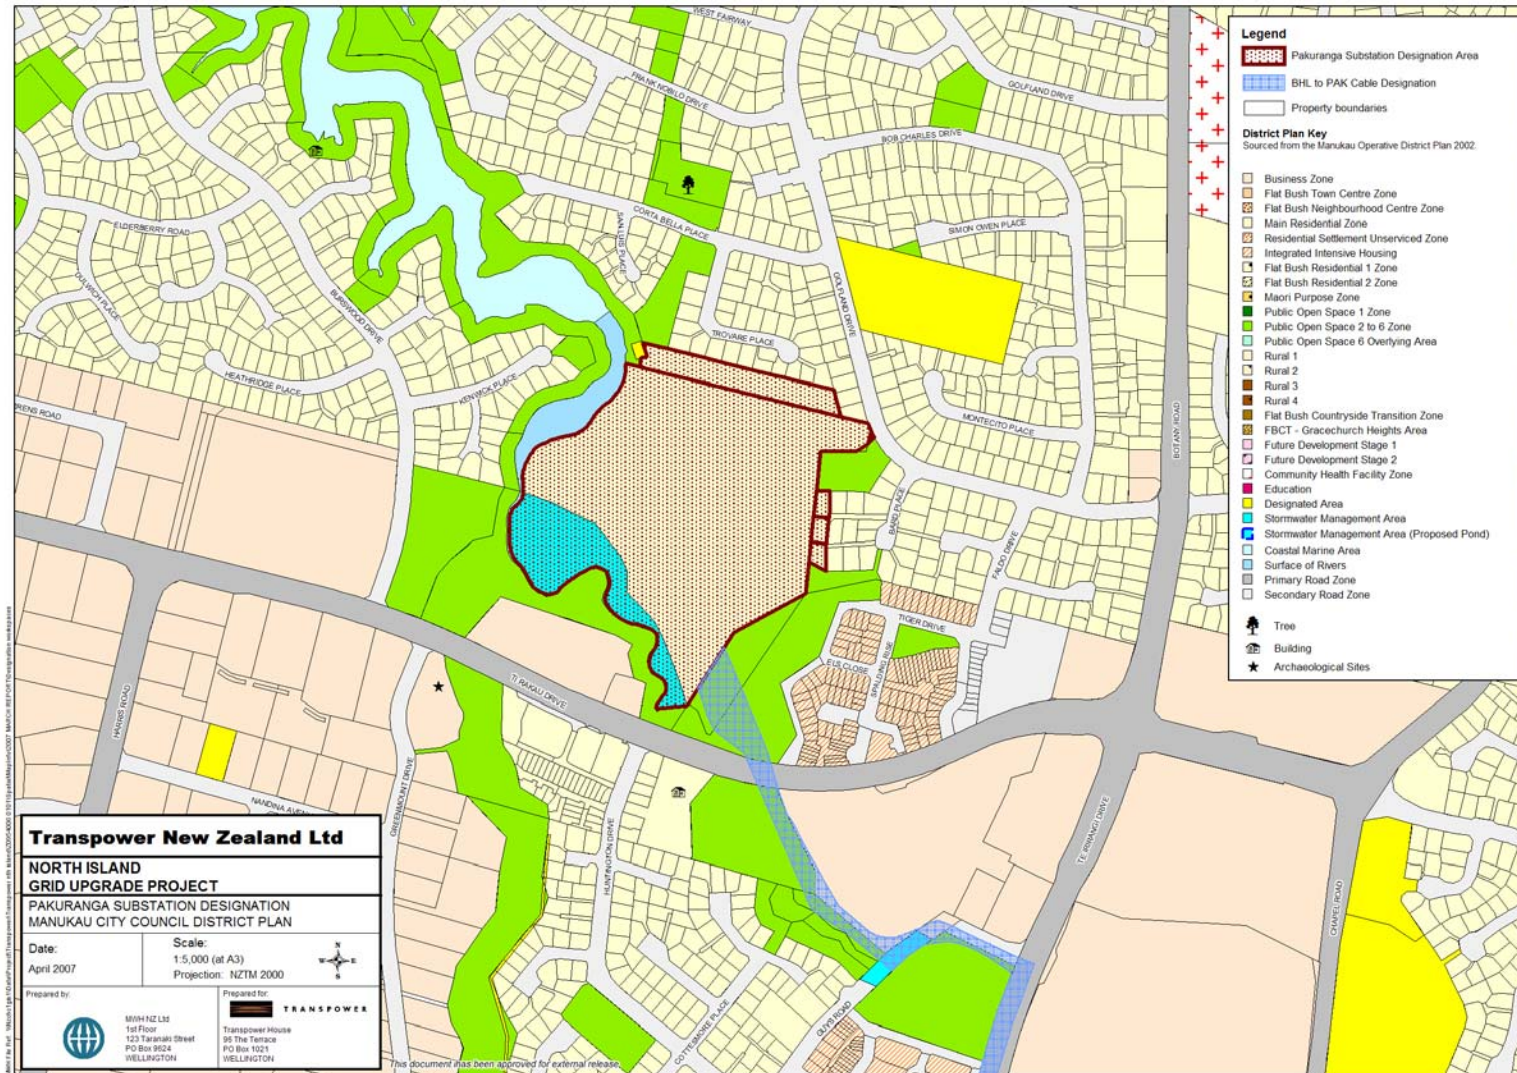 WEST FAIRWAY
FRANK NOBILO DRIVE
GOLFLAND DRIVE
BOB CHARLES DRIVE
CORTA BELLA PLACE
SAN LUIS PLACE
SIMON OWEN PLACE
ELDERBERRY ROAD
DULWICH PLACE
BURSWOOD DRIVE
GOLFLAND DRIVE
TROVARE PLACE
HEATHRIDGE PLACE
KENWICK PLACE
MONTECITO PLACE
BOTANY ROAD
BARD PLACE
FALDO DRIVE
TIGER DRIVE
ELS CLOSE
SPALDING RISE
TI RAKAU DRIVE
HARRIS ROAD
GREENMOUNT DRIVE
HUNTINGTON DRIVE
TE IRIRANGI DRIVE
CHAPEL ROAD
GUYS ROAD
COTTESMORE PLACE
Legend
Pakuranga Substation Designation Area
BHL to PAK Cable Designation
Property boundaries
District Plan Key
Sourced from the Manukau Operative District Plan 2002.
Business Zone
Flat Bush Town Centre Zone
Flat Bush Neighbourhood Centre Zone
Main Residential Zone
Residential Settlement Unserviced Zone
Integrated Intensive Housing
Flat Bush Residential 1 Zone
Flat Bush Residential 2 Zone
Maori Purpose Zone
Public Open Space 1 Zone
Public Open Space 2 to 6 Zone
Public Open Space 6 Overlying Area
Rural 1
Rural 2
Rural 3
Rural 4
Flat Bush Countryside Transition Zone
FBCT - Gracechurch Heights Area
Future Development Stage 1
Future Development Stage 2
Community Health Facility Zone
Education
Designated Area
Stormwater Management Area
Stormwater Management Area (Proposed Pond)
Coastal Marine Area
Surface of Rivers
Primary Road Zone
Secondary Road Zone
Tree
Building
Archaeological Sites
Transpower New Zealand Ltd
NORTH ISLAND
GRID UPGRADE PROJECT
PAKURANGA SUBSTATION DESIGNATION
MANUKAU CITY COUNCIL DISTRICT PLAN
Date:
April 2007
Scale:
1:5,000 (at A3)
Projection: NZTM 2000
N
W E
S
Prepared by:
MWH NZ Ltd
1st Floor
123 Taranaki Street
PO Box 9624
WELLINGTON
Prepared for:
TRANSPOWER
Transpower House
96 The Terrace
PO Box 1021
WELLINGTON
This document has been approved for external release.